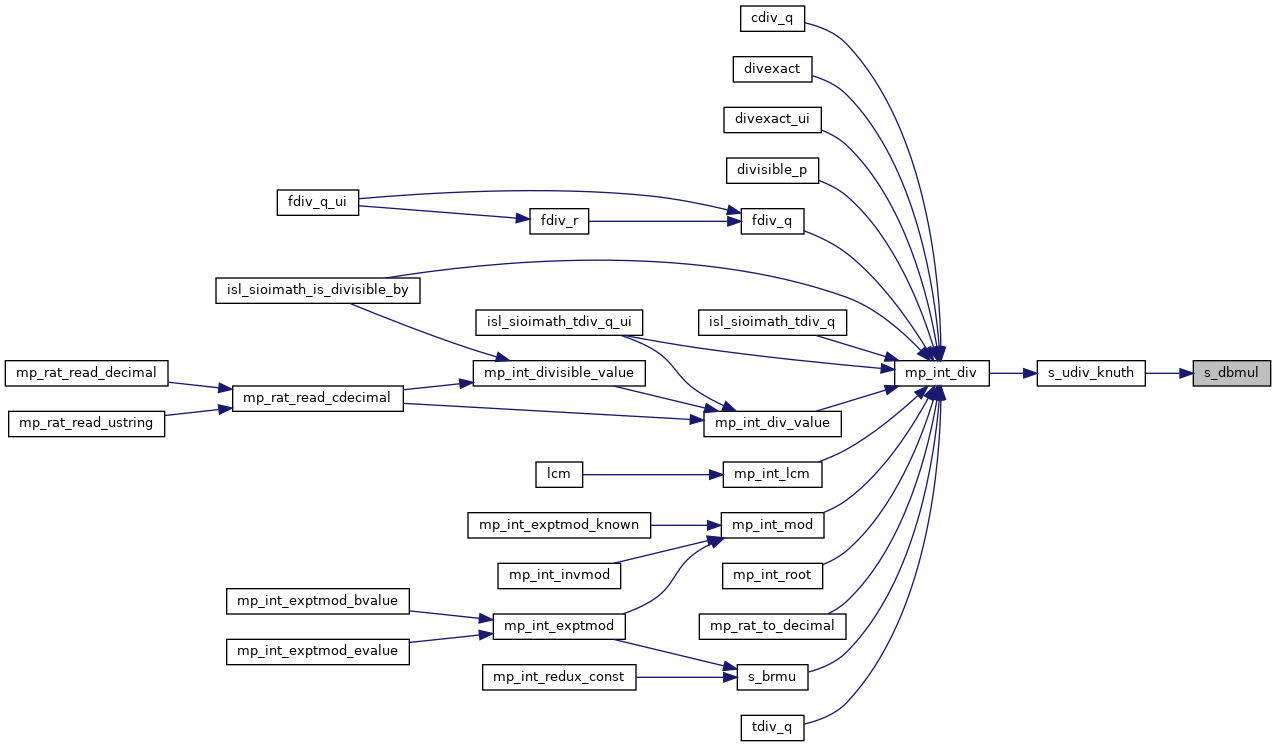 cdiv_q
divexact
divexact_ui
divisible_p
fdiv_q_ui
fdiv_r
fdiv_q
isl_sioimath_is_divisible_by
isl_sioimath_tdiv_q_ui
isl_sioimath_tdiv_q
mp_rat_read_decimal
mp_int_divisible_value
mp_int_div
s_udiv_knuth
s_dbmul
mp_rat_read_cdecimal
mp_rat_read_ustring
mp_int_div_value
lcm
mp_int_lcm
mp_int_exptmod_known
mp_int_mod
mp_int_invmod
mp_int_root
mp_int_exptmod_bvalue
mp_int_exptmod
mp_rat_to_decimal
mp_int_exptmod_evalue
mp_int_redux_const
s_brmu
tdiv_q